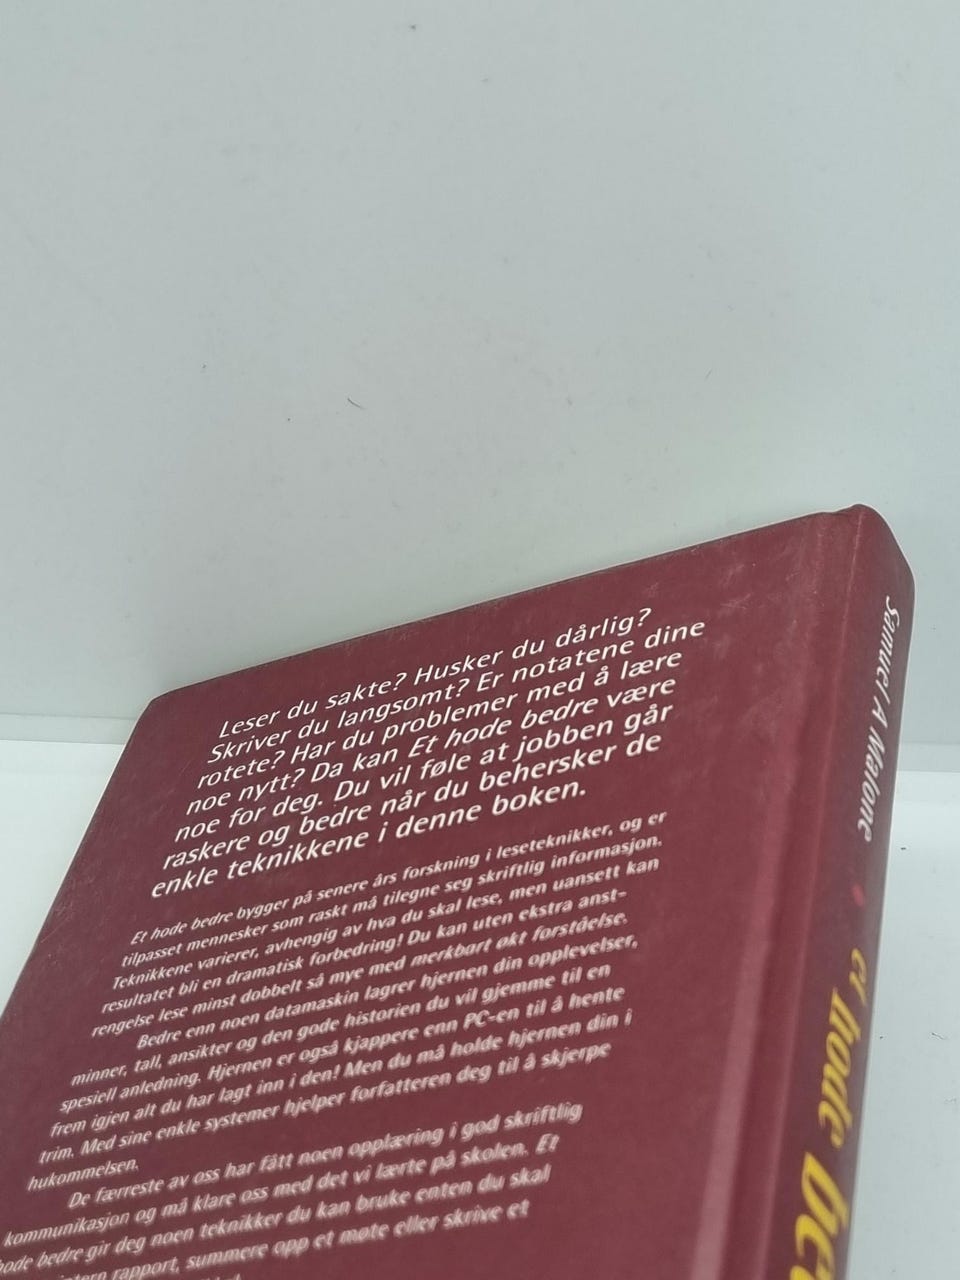 Leser du sakte? Husker du dårlig?
Skriver du langsomt? Er notatene dine
rotete? Har du problemer med å lære
noe nytt? Da kan Et hode bedre være
noe for deg. Du vil føle at jobben går
raskere og bedre når du behersker de
enkle teknikkene i denne boken.
Et hode bedre bygger på senere års forskning i leseteknikker, og er
tilpasset mennesker som raskt må tilegne seg skriftlig informasjon.
Teknikkene varierer, avhengig av hva du skal lese, men uansett kan
resultatet bli en dramatisk forbedring! Du kan uten ekstra anst-
rengelse lese minst dobbelt så mye med merkbart økt forståelse.
Bedre enn noen datamaskin lagrer hjernen din opplevelser,
minner, tall, ansikter og den gode historien du vil gjemme til en
spesiell anledning. Hjernen er også kjappere enn PC-en til å hente
frem igjen alt du har lagt inn i den! Men du må holde hjernen din i
trim. Med sine enkle systemer hjelper forfatteren deg til å skjerpe
hukommelsen.
De færreste av oss har fått noen opplæring i god skriftlig
kommunikasjon og må klare oss med det vi lærte på skolen. Et
hode bedre gir deg noen teknikker du kan bruke enten du skal
intern rapport, summere opp et møte eller skrive et
Samuel A Malone • et hode be